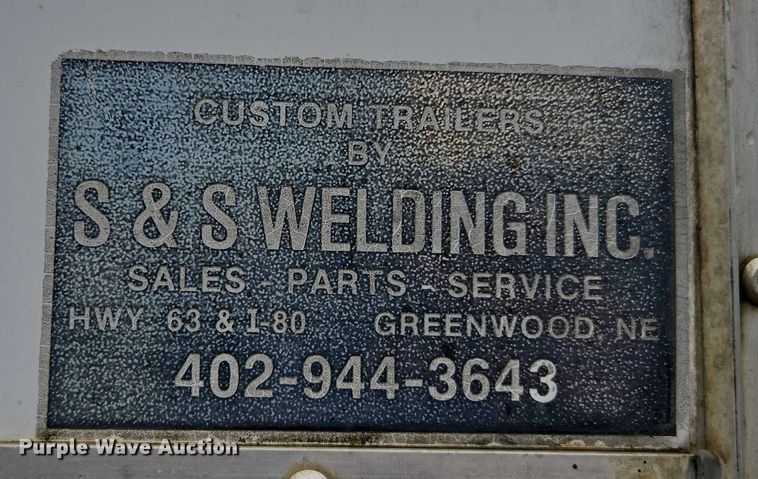 CUSTOM TRAILERS
BY
S & S WELDING INC.
SALES - PARTS - SERVICE
HWY. 63 & I-80 GREENWOOD, NE
402-944-3643
Purple Wave Auction